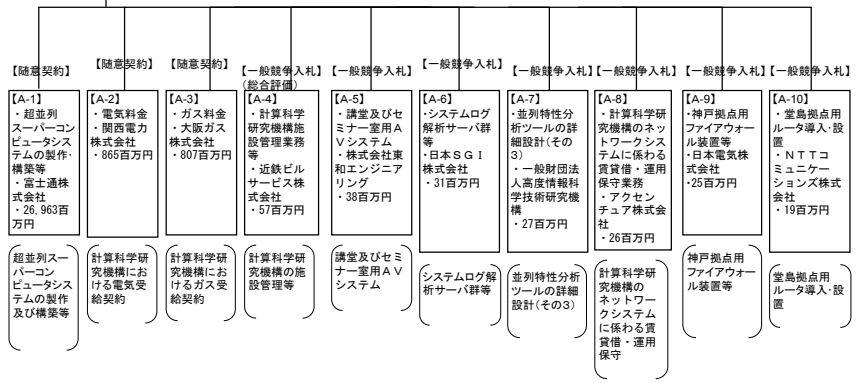 【随意契約】
【A-1】
・超並列
スーパーコン
ピュータシス
テムの製作・
構築等
・富士通株
式会社
・26,963百
万円
超並列スー
パーコン
ピュータシス
テムの製作
及び構築等
【随意契約】
【A-2】
・電気料金
・関西電力
株式会社
・865百万円
計算科学研
究機構にお
ける電気受
給契約
【随意契約】
【A-3】
・ガス料金
・大阪ガス
株式会社
・807百万円
計算科学研
究機構にお
けるガス受
給契約
【一般競争入札】
(総合評価)
【A-4】
・計算科学
研究機構施
設管理業務
等
・近鉄ビル
サービス株
式会社
・57百万円
計算科学研
究機構の施
設管理等
【一般競争入札】
【A-5】
・講堂及びセ
ミナー室用A
Vシステム
・株式会社東
和エンジニア
リング
・38百万円
講堂及びセミ
ナー室用AV
システム
【一般競争入札】
【A-6】
・システムログ
解析サーバ群
等
・日本SGI
株式会社
・31百万円
システムログ解
析サーバ群等
【一般競争入札】
【A-7】
・並列特性分
析ツールの詳
細設計(その
3)
・一般財団法
人高度情報科
学技術研究機
構
・27百万円
並列特性分析
ツールの詳細
設計(その3)
【一般競争入札】
【A-8】
・計算科学研
究機構のネッ
トワークシステ
ムに係わる賃
貸借・運用
保守業務
・アクセン
チュア株式会
社
・26百万円
計算科学研
究機構の
ネットワー
クシステム
に係わる賃
貸借・運用
保守
【一般競争入札】
【A-9】
・神戸拠点用
ファイアウォー
ル装置等
・日本電気株
式会社
・25百万円
神戸拠点用
ファイアウォー
ル装置等
【一般競争入札】
【A-10】
・堂島拠点用
ルータ導入・設
置
・NTTコ
ミュニケー
ションズ株式
会社
・19百万円
堂島拠点用
ルータ導入・設
置